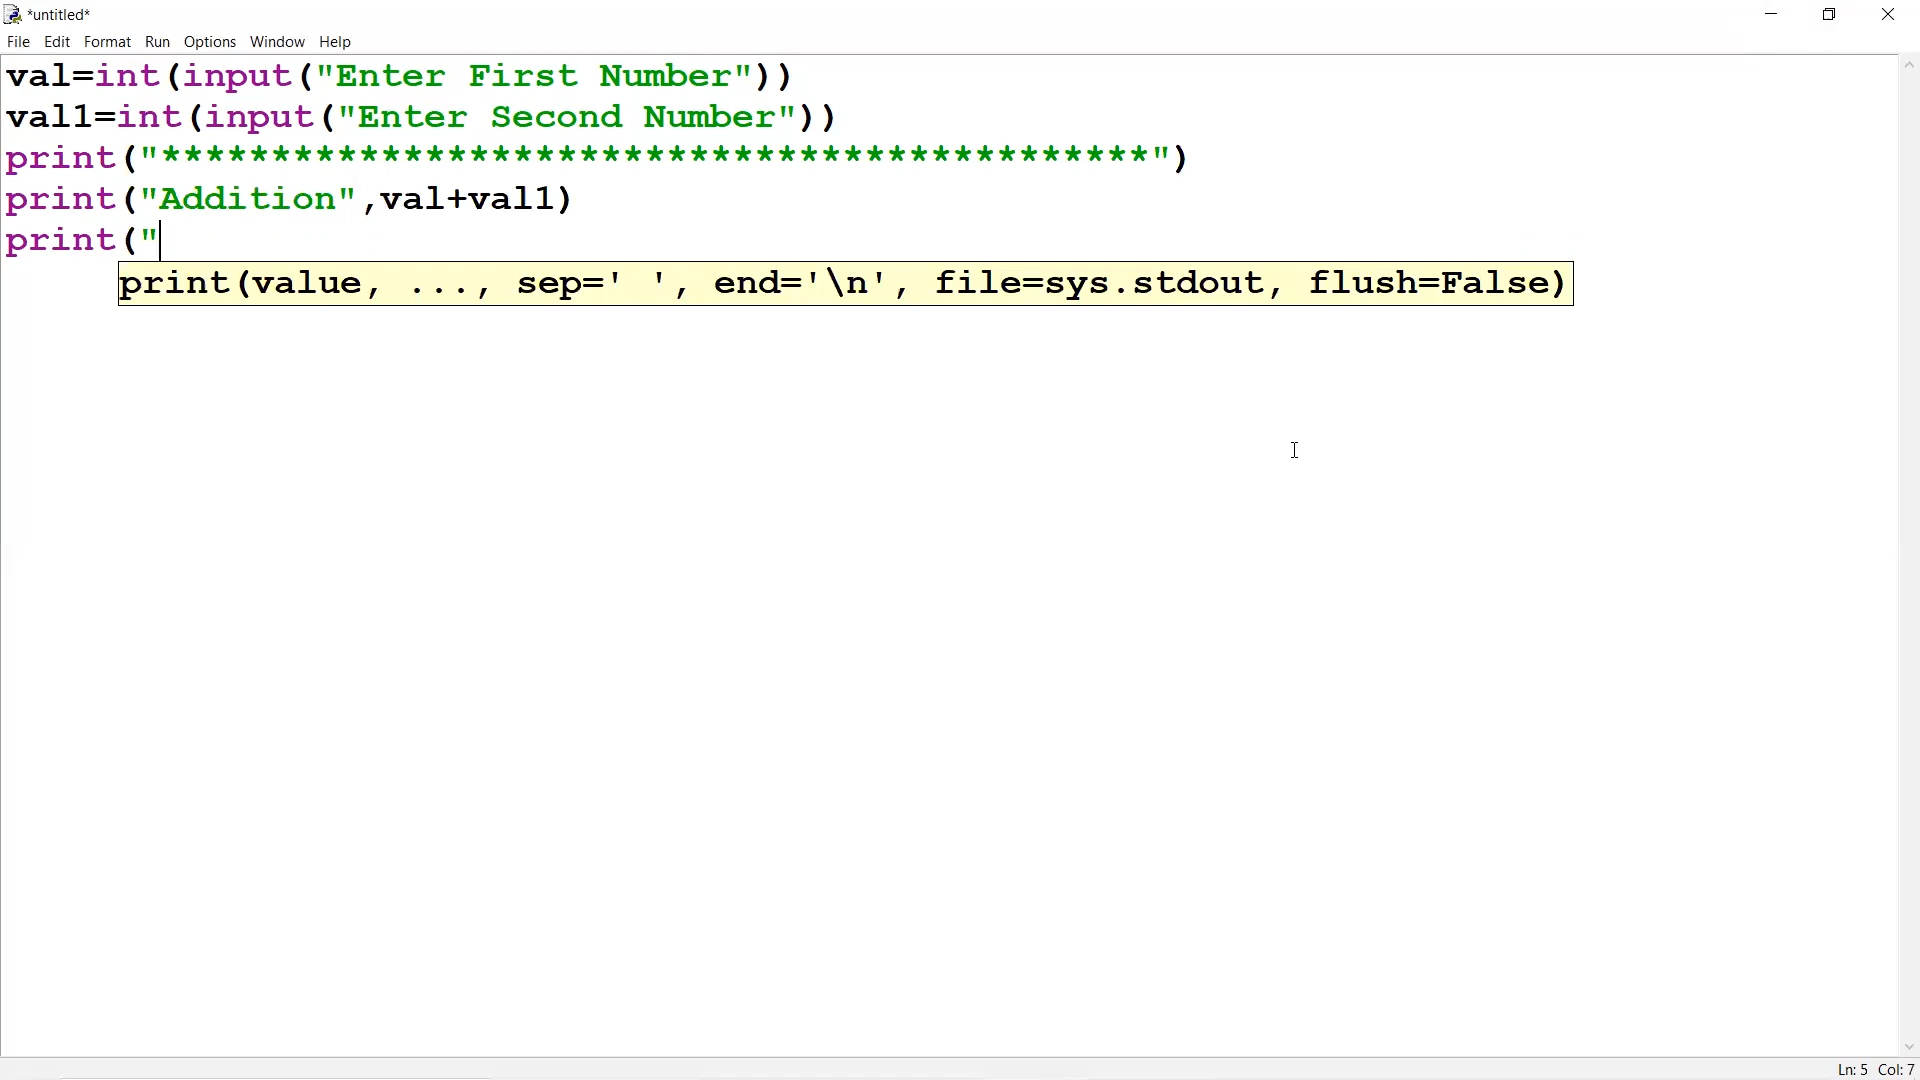 *untitled*
File Edit Format Run Options Window Help
val=int(input("Enter First Number"))
val1=int(input("Enter Second Number"))
print("*********************************************")
print("Addition",val+val1)
print("
print(value, ..., sep=' ', end='\n', file=sys.stdout, flush=False)
Ln: 5 Col: 7